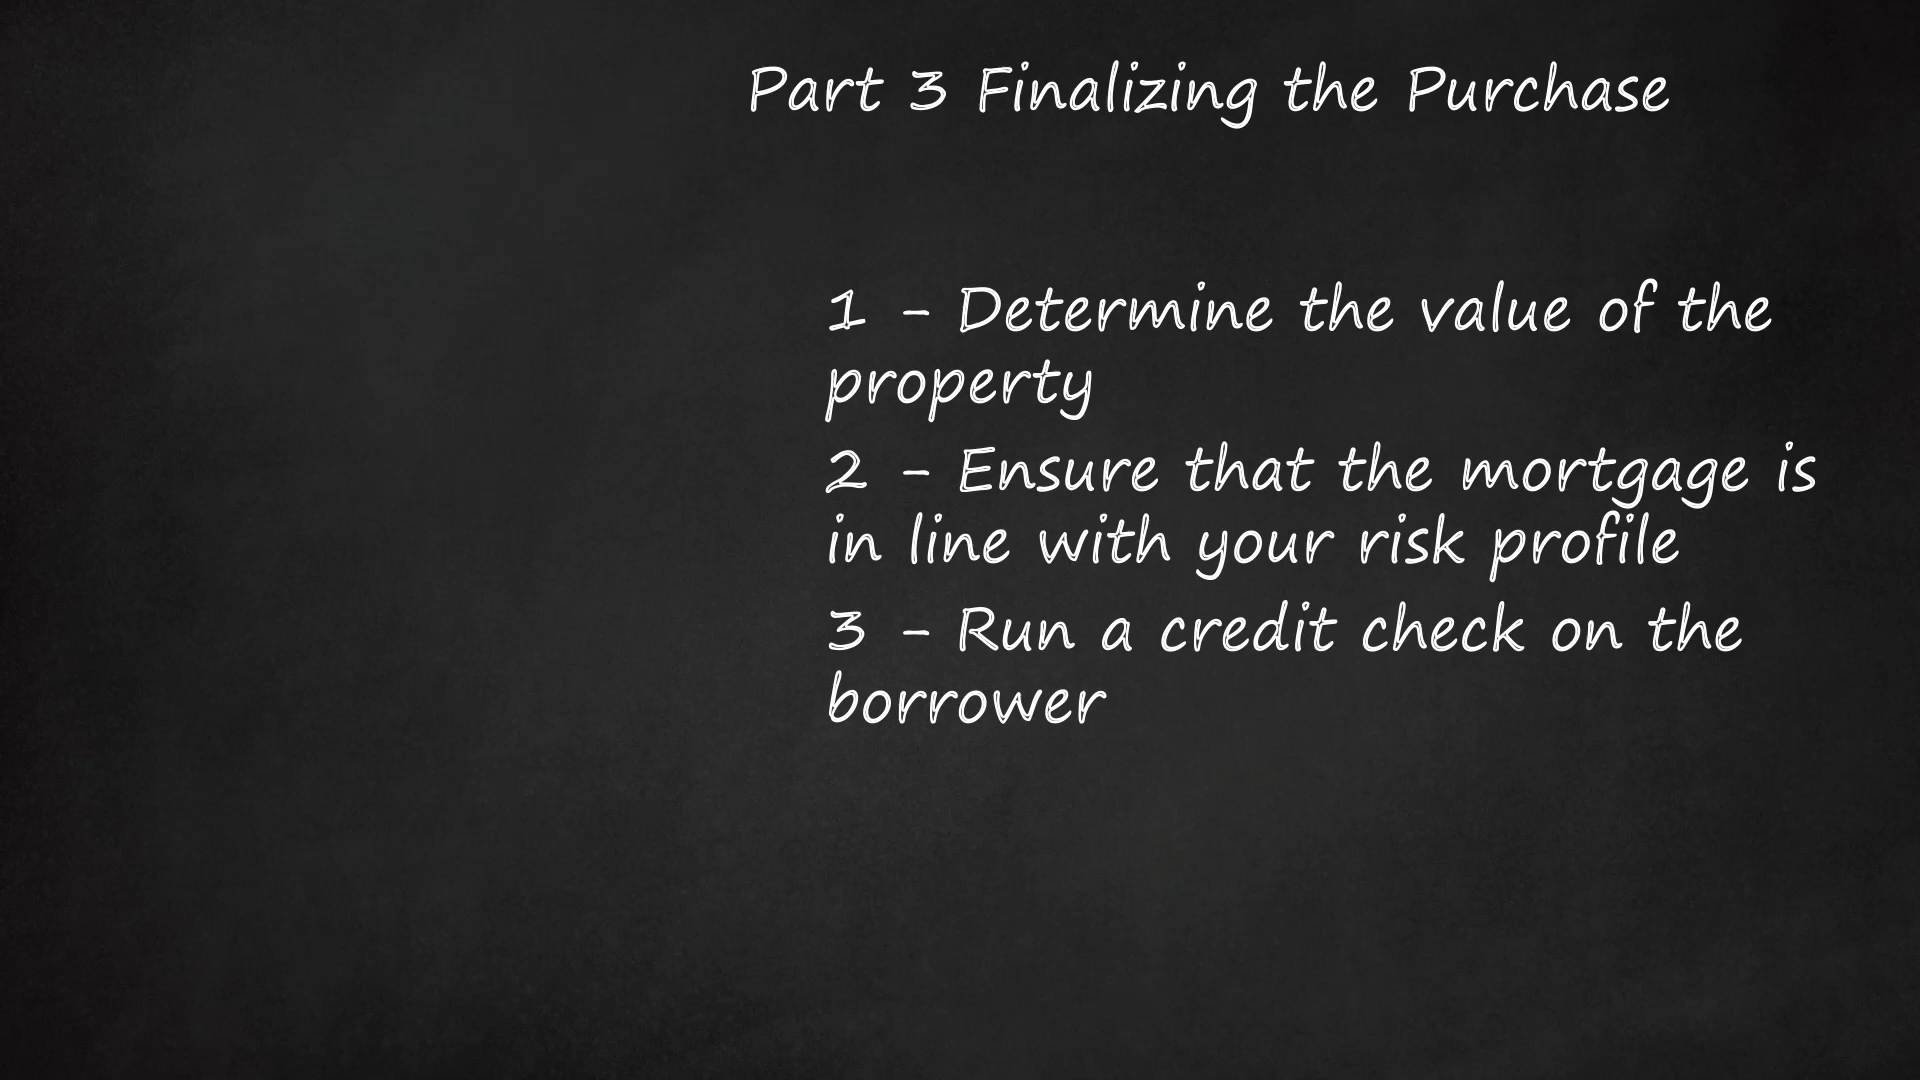 Part 3 Finalizing the Purchase
1 - Determine the value of the
property
2 - Ensure that the mortgage is
in line with your risk profile
3 - Run a credit check on the
borrower